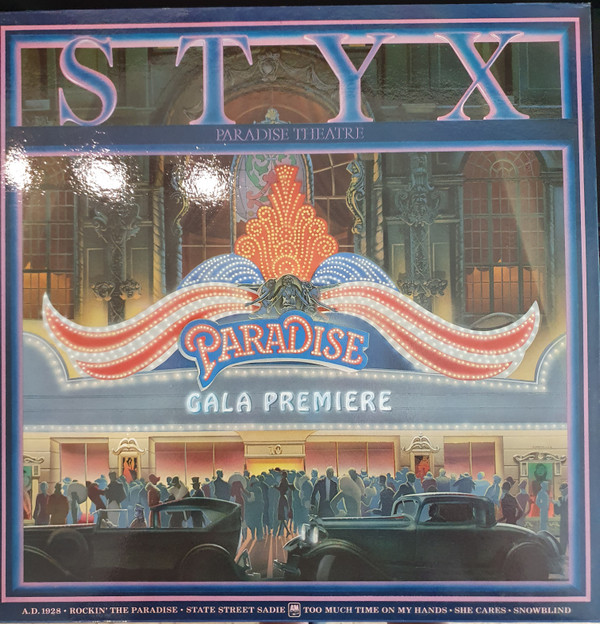 STYX
PARADISE THEATRE
PARADISE
GALA PREMIERE
A.D. 1928 • ROCKIN' THE PARADISE • STATE STREET SADIE AM TOO MUCH TIME ON MY HANDS • SHE CARES • SNOWBLIND